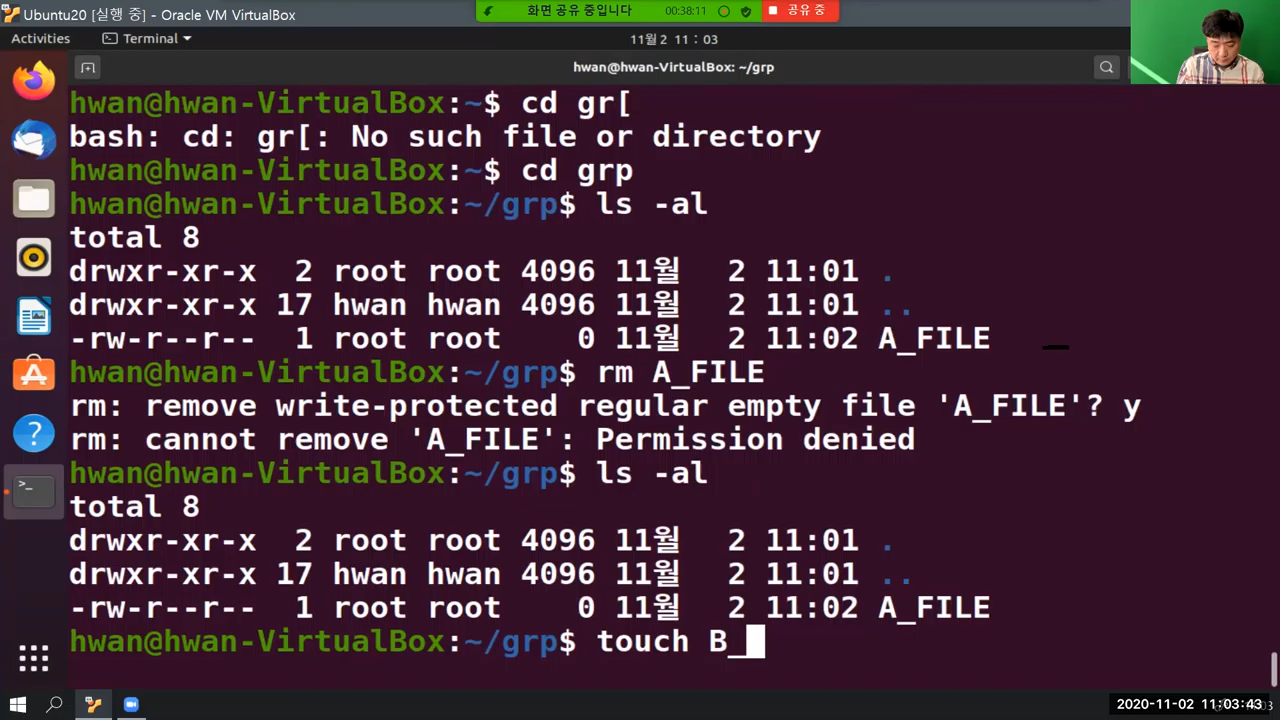 Ubuntu20 [실행 중] - Oracle VM VirtualBox
화면 공유 중입니다
00:38:11
공유 중
Activities
Terminal
11월 2 11 : 03
hwan@hwan-VirtualBox: ~/grp
hwan@hwan-VirtualBox:~$ cd gr[
bash: cd: gr[: No such file or directory
hwan@hwan-VirtualBox:~$ cd grp
hwan@hwan-VirtualBox:~/grp$ ls -al
total 8
drwxr-xr-x  2 root root 4096 11월  2 11:01 .
drwxr-xr-x 17 hwan hwan 4096 11월  2 11:01 ..
-rw-r--r--  1 root root    0 11월  2 11:02 A_FILE
hwan@hwan-VirtualBox:~/grp$ rm A_FILE
rm: remove write-protected regular empty file 'A_FILE'? y
rm: cannot remove 'A_FILE': Permission denied
hwan@hwan-VirtualBox:~/grp$ ls -al
total 8
drwxr-xr-x  2 root root 4096 11월  2 11:01 .
drwxr-xr-x 17 hwan hwan 4096 11월  2 11:01 ..
-rw-r--r--  1 root root    0 11월  2 11:02 A_FILE
hwan@hwan-VirtualBox:~/grp$ touch B_
2020-11-02 11:03:43